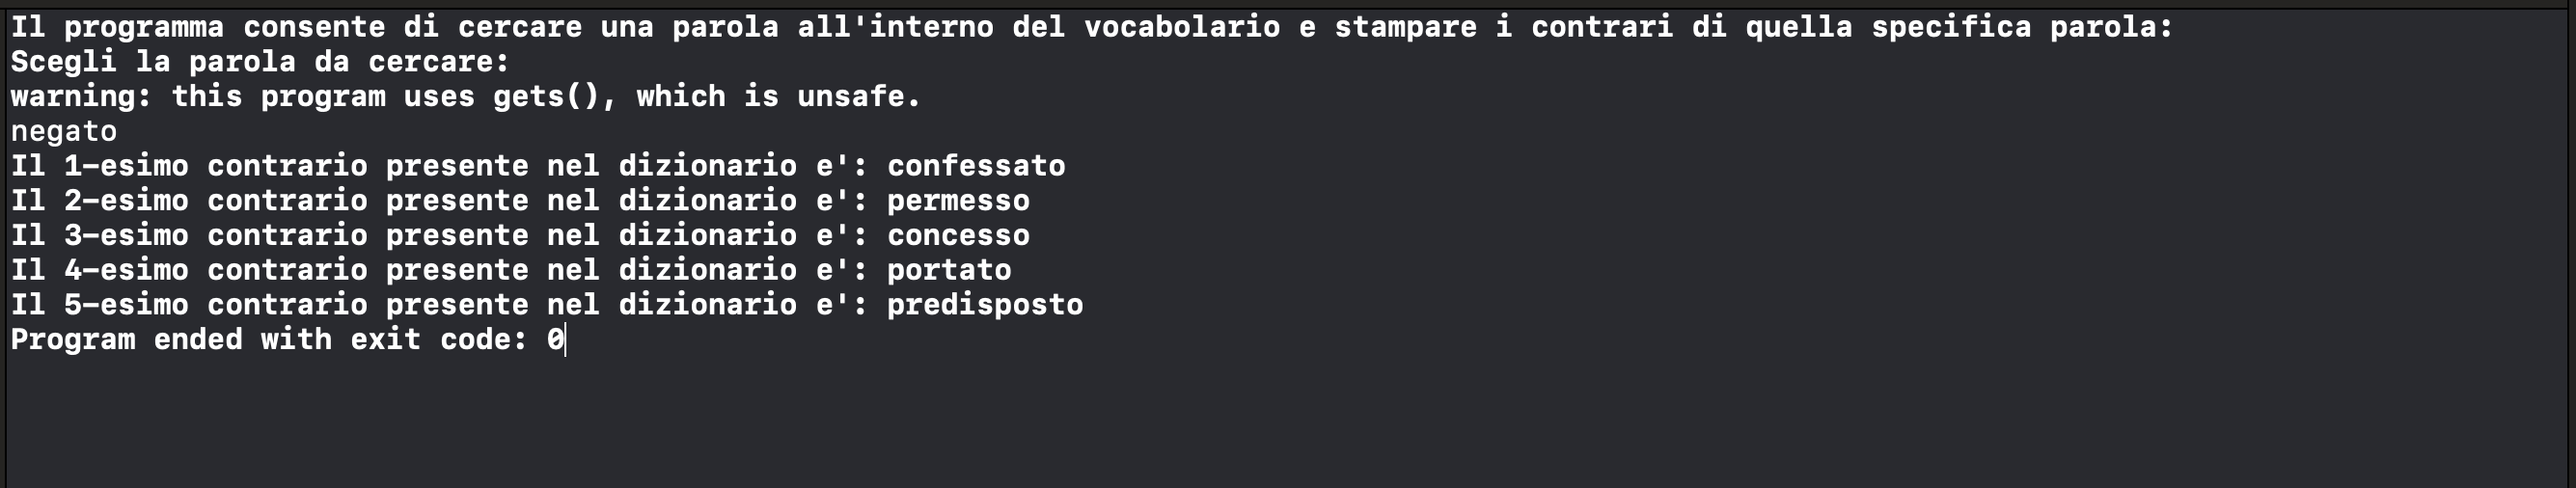 Il programma consente di cercare una parola all'interno del vocabolario e stampare i contrari di quella specifica parola:
Scegli la parola da cercare:
warning: this program uses gets(), which is unsafe.
negato
Il 1-esimo contrario presente nel dizionario e': confessato
Il 2-esimo contrario presente nel dizionario e': permesso
Il 3-esimo contrario presente nel dizionario e': concesso
Il 4-esimo contrario presente nel dizionario e': portato
Il 5-esimo contrario presente nel dizionario e': predisposto
Program ended with exit code: 0